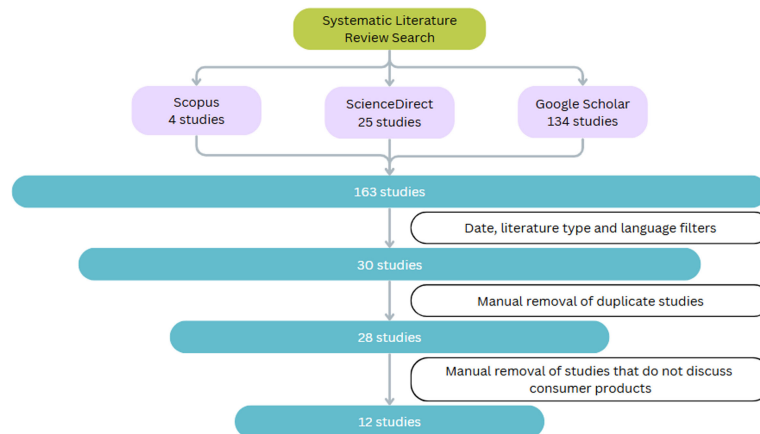 Systematic Literature
Review Search
Scopus
4 studies
ScienceDirect
25 studies
Google Scholar
134 studies
163 studies
Date, literature type and language filters
30 studies
Manual removal of duplicate studies
28 studies
Manual removal of studies that do not discuss
consumer products
12 studies